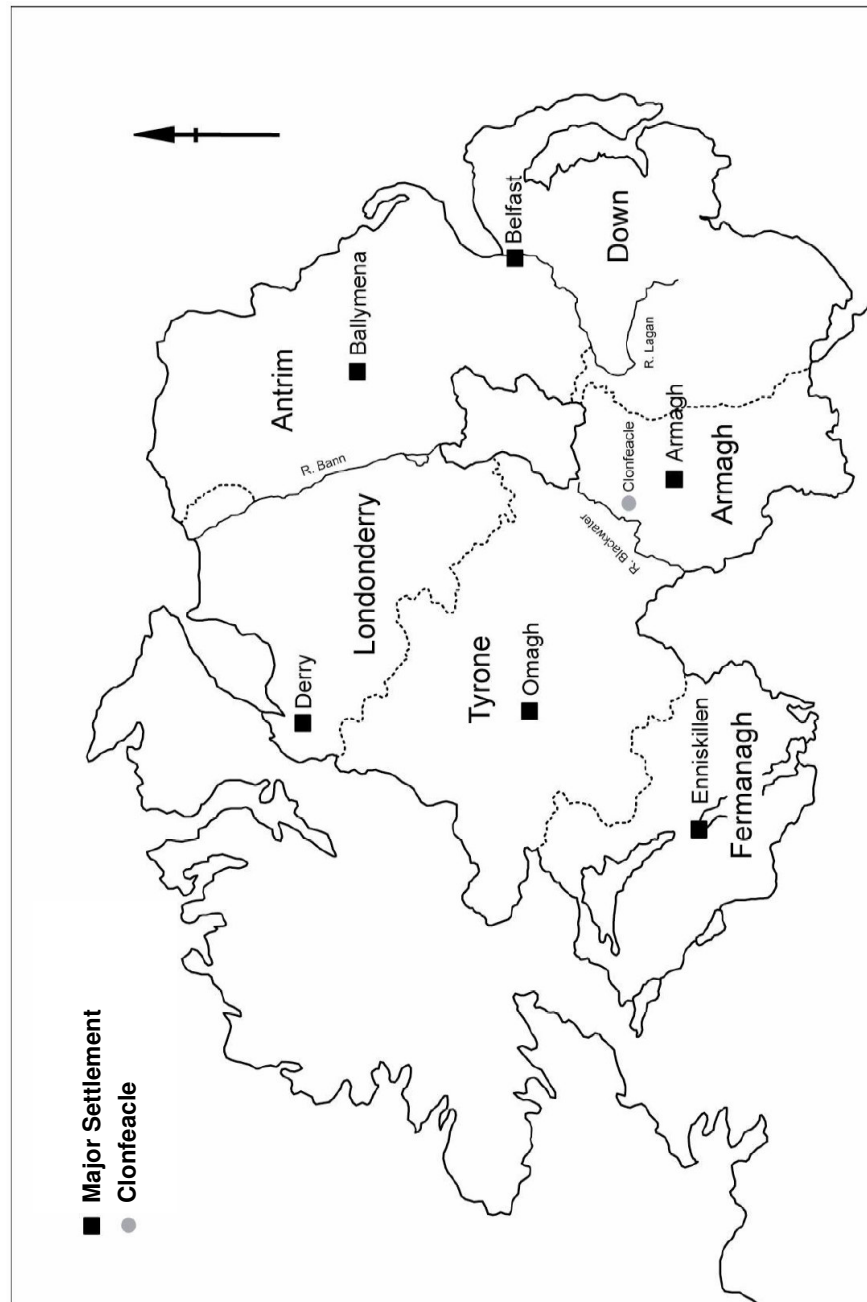 Major Settlement
Clonfeacle
Derry
Londonderry
R. Bann
Antrim
Ballymena
Belfast
Tyrone
Omagh
R. Blackwater
Clonfeacle
Armagh
Armagh
R. Lagan
Down
Enniskillen
Fermanagh